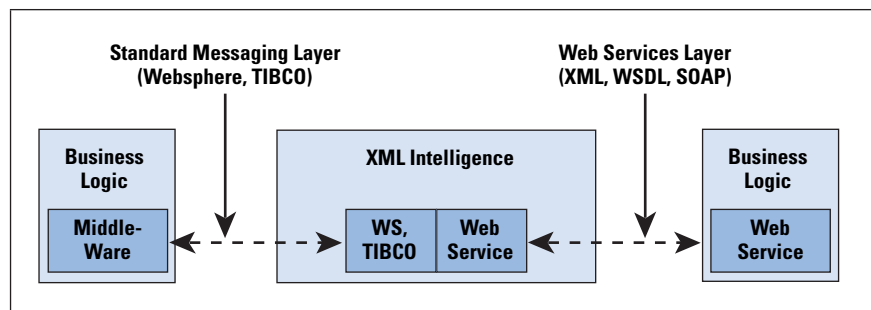 Standard Messaging Layer
(Websphere, TIBCO)
Web Services Layer
(XML, WSDL, SOAP)
Business
Logic
Middle-
Ware
XML Intelligence
WS,
TIBCO
Web
Service
Business
Logic
Web
Service